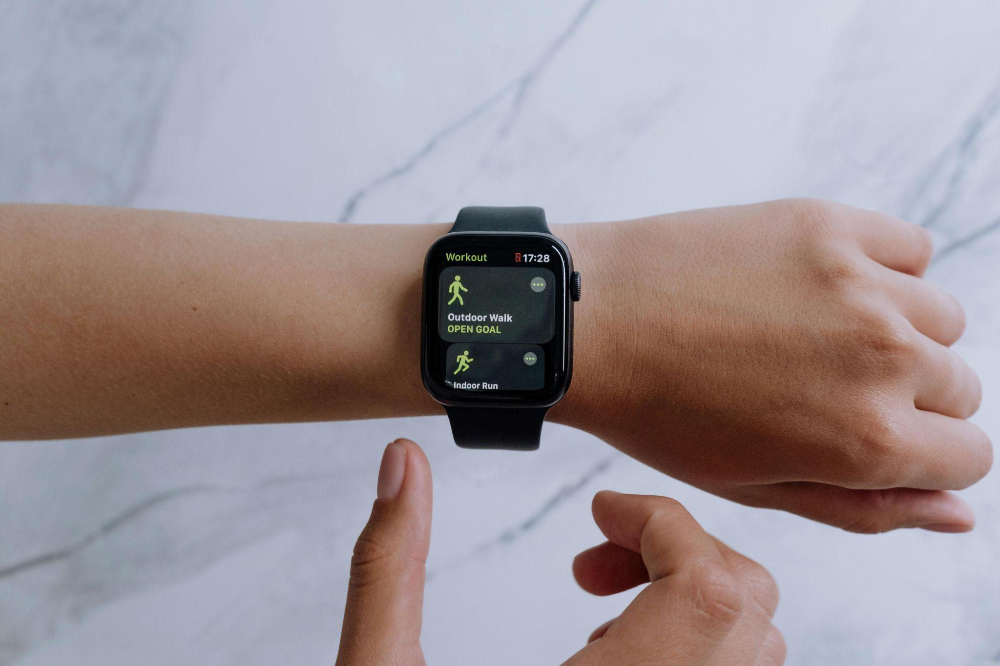 Workout 17:28
Outdoor Walk
OPEN GOAL
Indoor Run